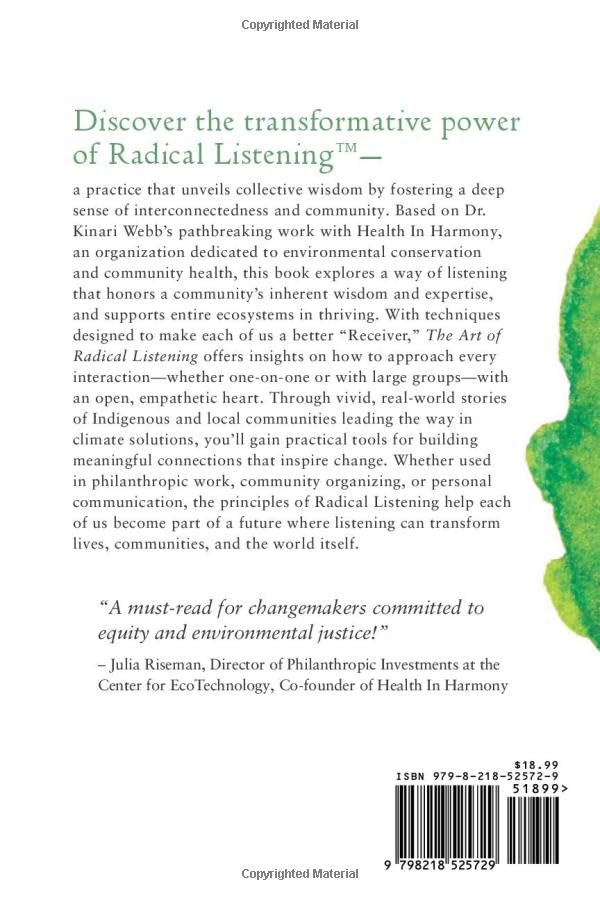 Copyrighted Material
Discover the transformative power
of Radical Listening™—
a practice that unveils collective wisdom by fostering a deep
sense of interconnectedness and community. Based on Dr.
Kinari Webb’s pathbreaking work with Health In Harmony,
an organization dedicated to environmental conservation
and community health, this book explores a way of listening
that honors a community’s inherent wisdom and expertise,
and supports entire ecosystems in thriving. With techniques
designed to make each of us a better “Receiver,” The Art of
Radical Listening offers insights on how to approach every
interaction—whether one-on-one or with large groups—with
an open, empathetic heart. Through vivid, real-world stories
of Indigenous and local communities leading the way in
climate solutions, you’ll gain practical tools for building
meaningful connections that inspire change. Whether used
in philanthropic work, community organizing, or personal
communication, the principles of Radical Listening help each
of us become part of a future where listening can transform
lives, communities, and the world itself.
“A must-read for changemakers committed to
equity and environmental justice!”
– Julia Riseman, Director of Philanthropic Investments at the
Center for EcoTechnology, Co-founder of Health In Harmony
$18.99
ISBN 979-8-218-52572-9
51899>
9 798218 525729
Copyrighted Material